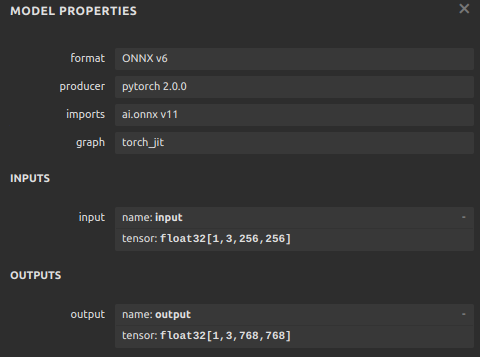 MODEL PROPERTIES ×
format ONNX v6
producer pytorch 2.0.0
imports ai.onnx v11
graph torch_jit
INPUTS
input name: input -
tensor: float32[1,3,256,256]
OUTPUTS
output name: output -
tensor: float32[1,3,768,768]